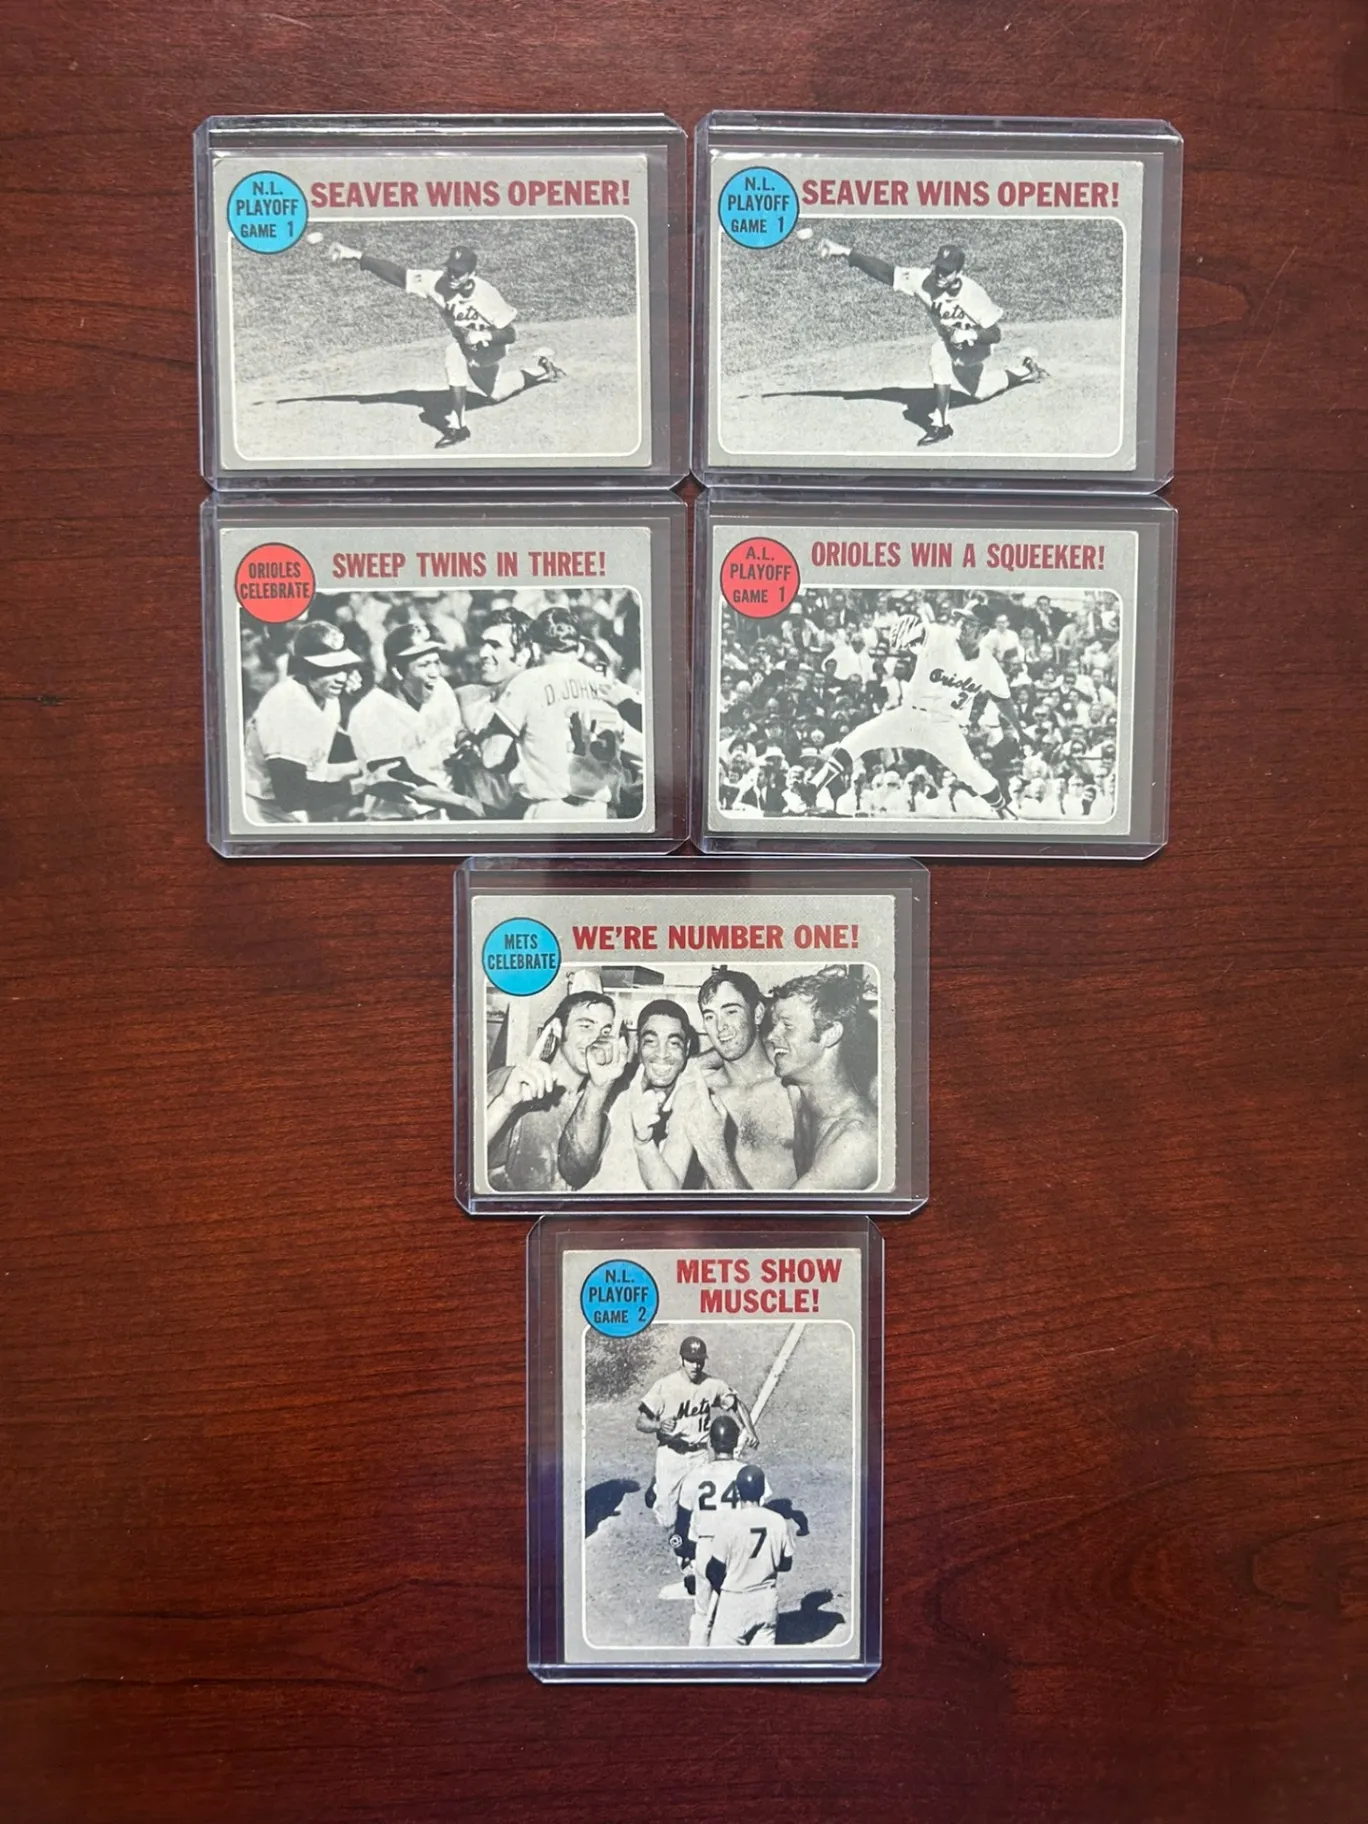 N.L.
PLAYOFF
GAME 1
SEAVER WINS OPENER!
Mets
N.L.
PLAYOFF
GAME 1
SEAVER WINS OPENER!
Mets
ORIOLES
CELEBRATE
SWEEP TWINS IN THREE!
D. JOHNS
15
A.L.
PLAYOFF
GAME 1
ORIOLES WIN A SQUEEKER!
Orioles
3
METS
CELEBRATE
WE'RE NUMBER ONE!
N.L.
PLAYOFF
GAME 2
METS SHOW
MUSCLE!
Mets
24
7